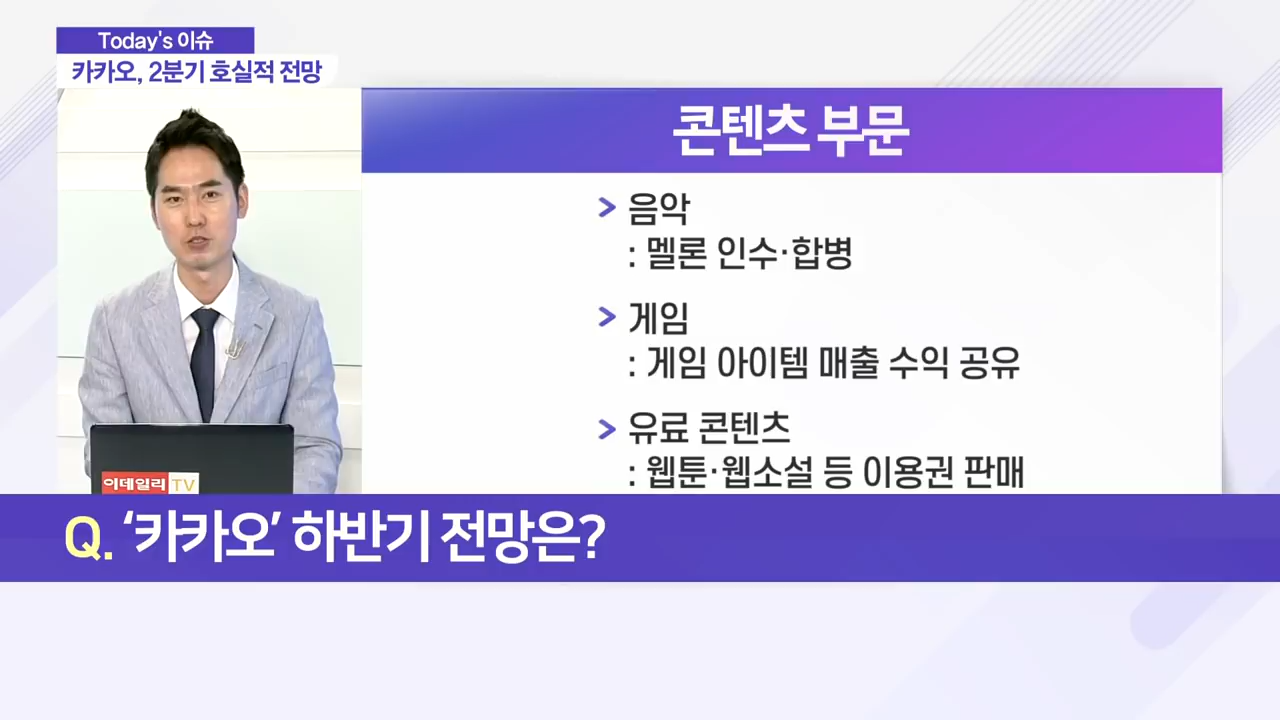 Today's 이슈
카카오, 2분기 호실적 전망
콘텐츠 부문
> 음악
: 멜론 인수·합병
> 게임
: 게임 아이템 매출 수익 공유
> 유료 콘텐츠
: 웹툰·웹소설 등 이용권 판매
이데일리 TV
Q. ‘카카오’ 하반기 전망은?